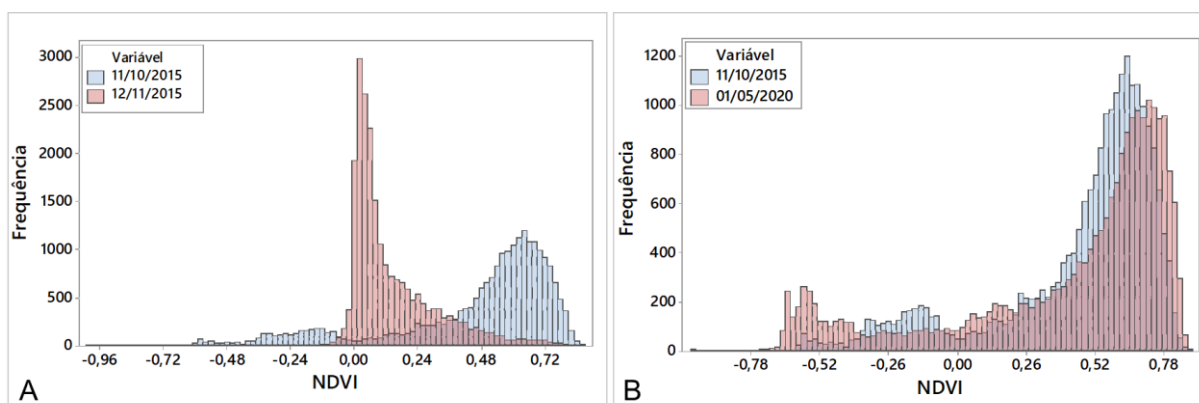 Variável
11/10/2015
12/11/2015
Frequência
3000
2500
2000
1500
1000
500
0
-0,96 -0,72 -0,48 -0,24 0,00 0,24 0,48 0,72
NDVI
A
Variável
11/10/2015
01/05/2020
Frequência
1200
1000
800
600
400
200
0
-0,78 -0,52 -0,26 0,00 0,26 0,52 0,78
NDVI
B